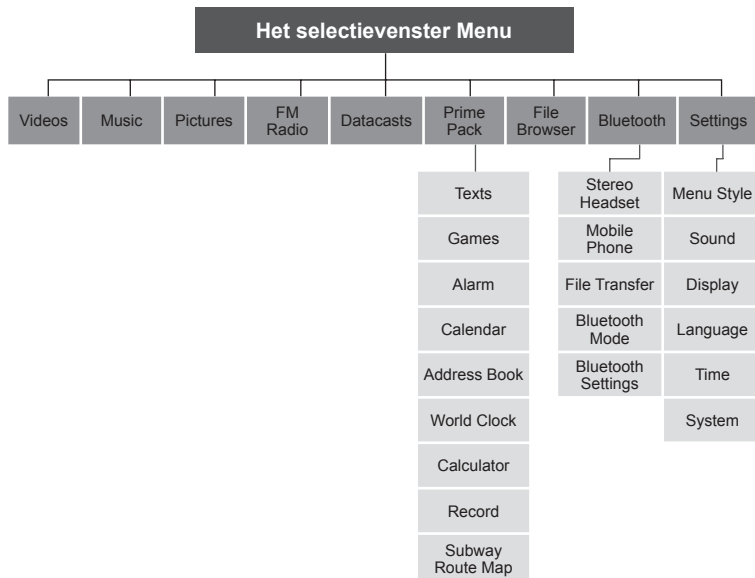 Het selectievenster Menu
Videos
Music
Pictures
FM
Radio
Datacasts
Prime
Pack
File
Browser
Bluetooth
Settings
Texts
Games
Alarm
Calendar
Address Book
World Clock
Calculator
Record
Subway
Route Map
Stereo
Headset
Mobile
Phone
File Transfer
Bluetooth
Mode
Bluetooth
Settings
Menu Style
Sound
Display
Language
Time
System